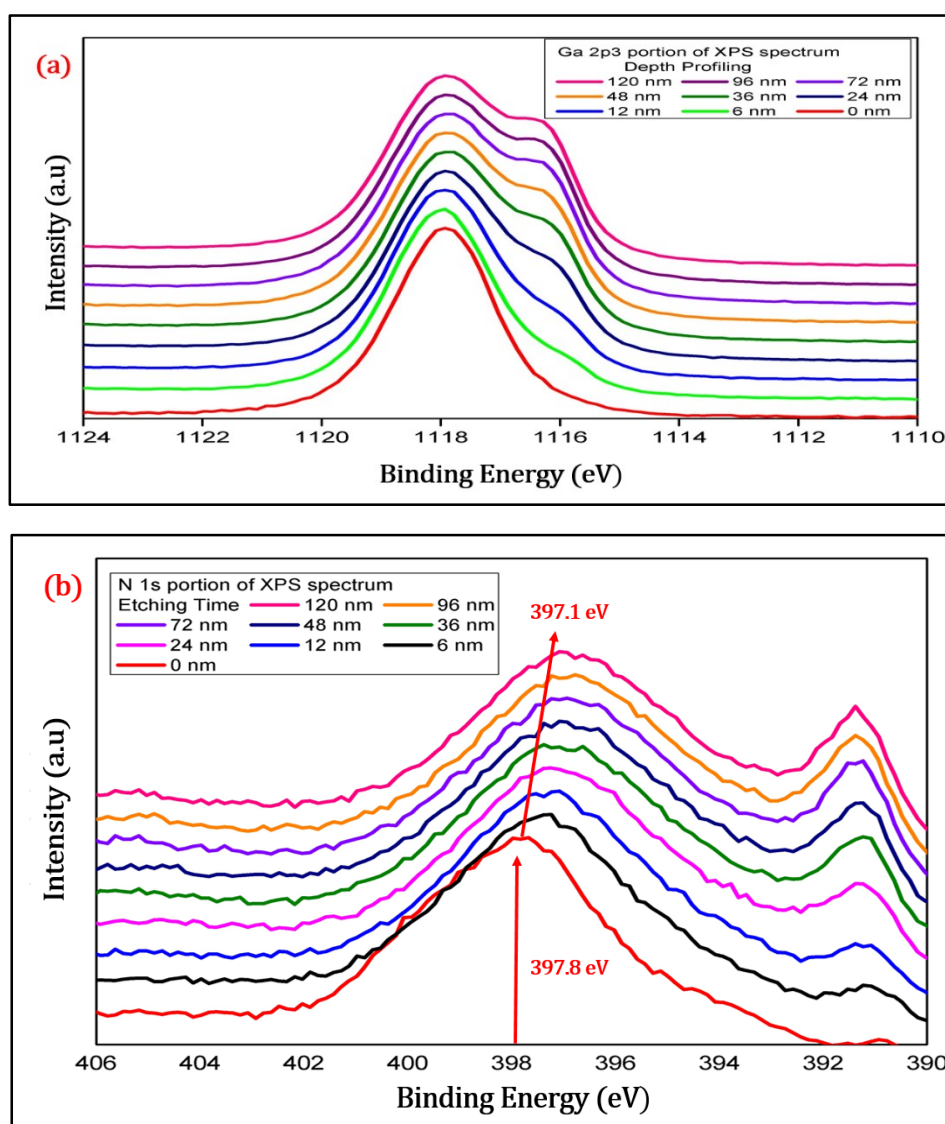 (a)
Ga 2p3 portion of XPS spectrum
Depth Profiling
120 nm 96 nm 72 nm
48 nm 36 nm 24 nm
12 nm 6 nm 0 nm
Intensity (a.u)
1124 1122 1120 1118 1116 1114 1112 1110
Binding Energy (eV)
(b)
N 1s portion of XPS spectrum
Etching Time 120 nm 96 nm
72 nm 48 nm 36 nm
24 nm 12 nm 6 nm
0 nm
397.1 eV
397.8 eV
Intensity (a.u)
406 404 402 400 398 396 394 392 390
Binding Energy (eV)